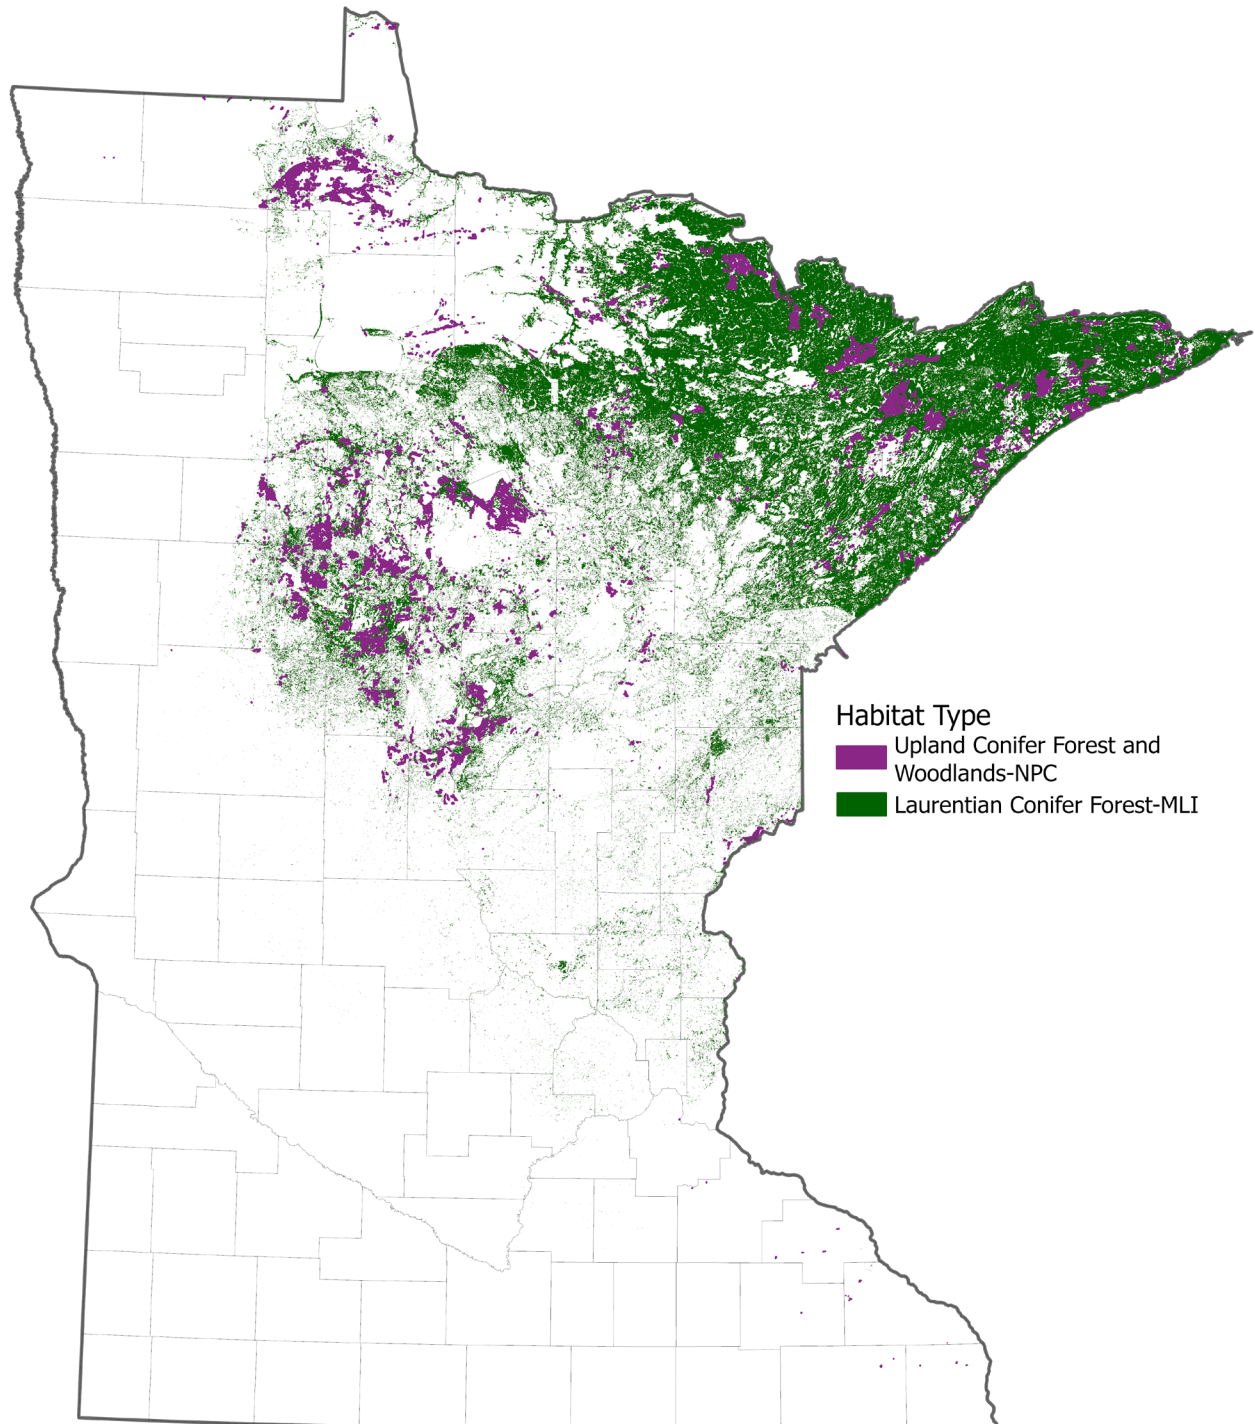 Habitat Type
Upland Conifer Forest and
Woodlands-NPC
Laurentian Conifer Forest-MLI